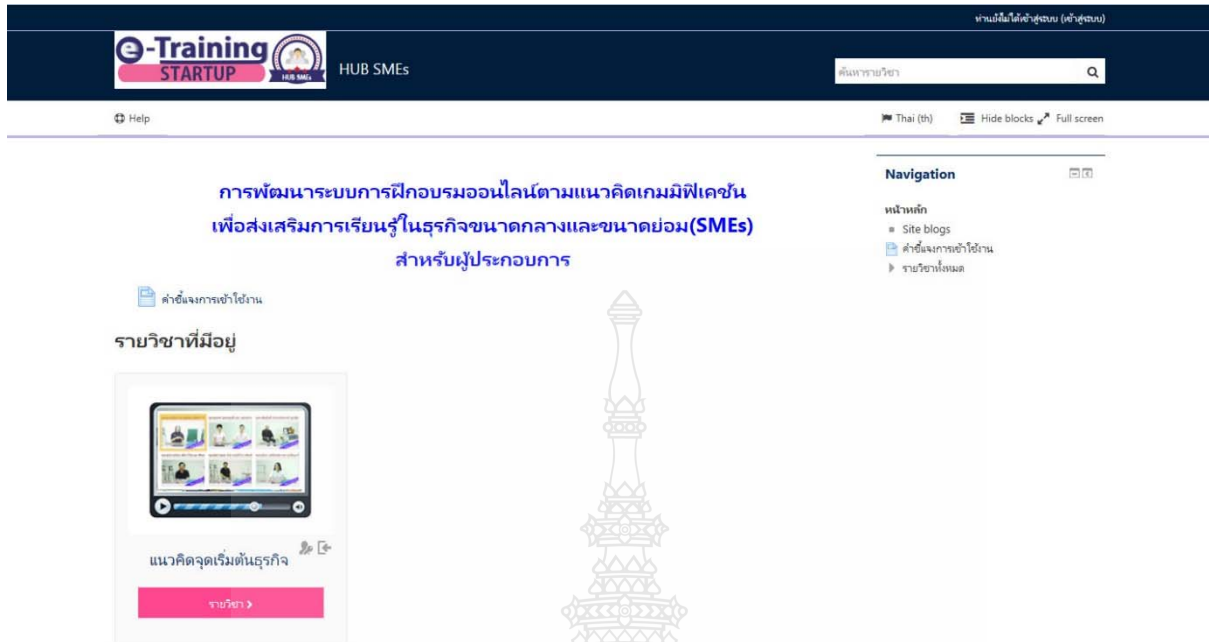 ท่านยังไม่ได้เข้าสู่ระบบ (เข้าสู่ระบบ)
e-Training
STARTUP
HUB SMEs
HUB SMEs
ค้นหารายวิชา
Help
Thai (th)
Hide blocks
Full screen
การพัฒนาระบบการฝึกอบรมออนไลน์ตามแนวคิดเกมมิฟิเคชัน
เพื่อส่งเสริมการเรียนรู้ในธุรกิจขนาดกลางและขนาดย่อม(SMEs)
สำหรับผู้ประกอบการ
คำชี้แจงการเข้าใช้งาน
รายวิชาที่มีอยู่
แนวคิดจุดเริ่มต้นธุรกิจ
รายวิชา
Navigation
หน้าหลัก
Site blogs
คำชี้แจงการเข้าใช้งาน
รายวิชาทั้งหมด